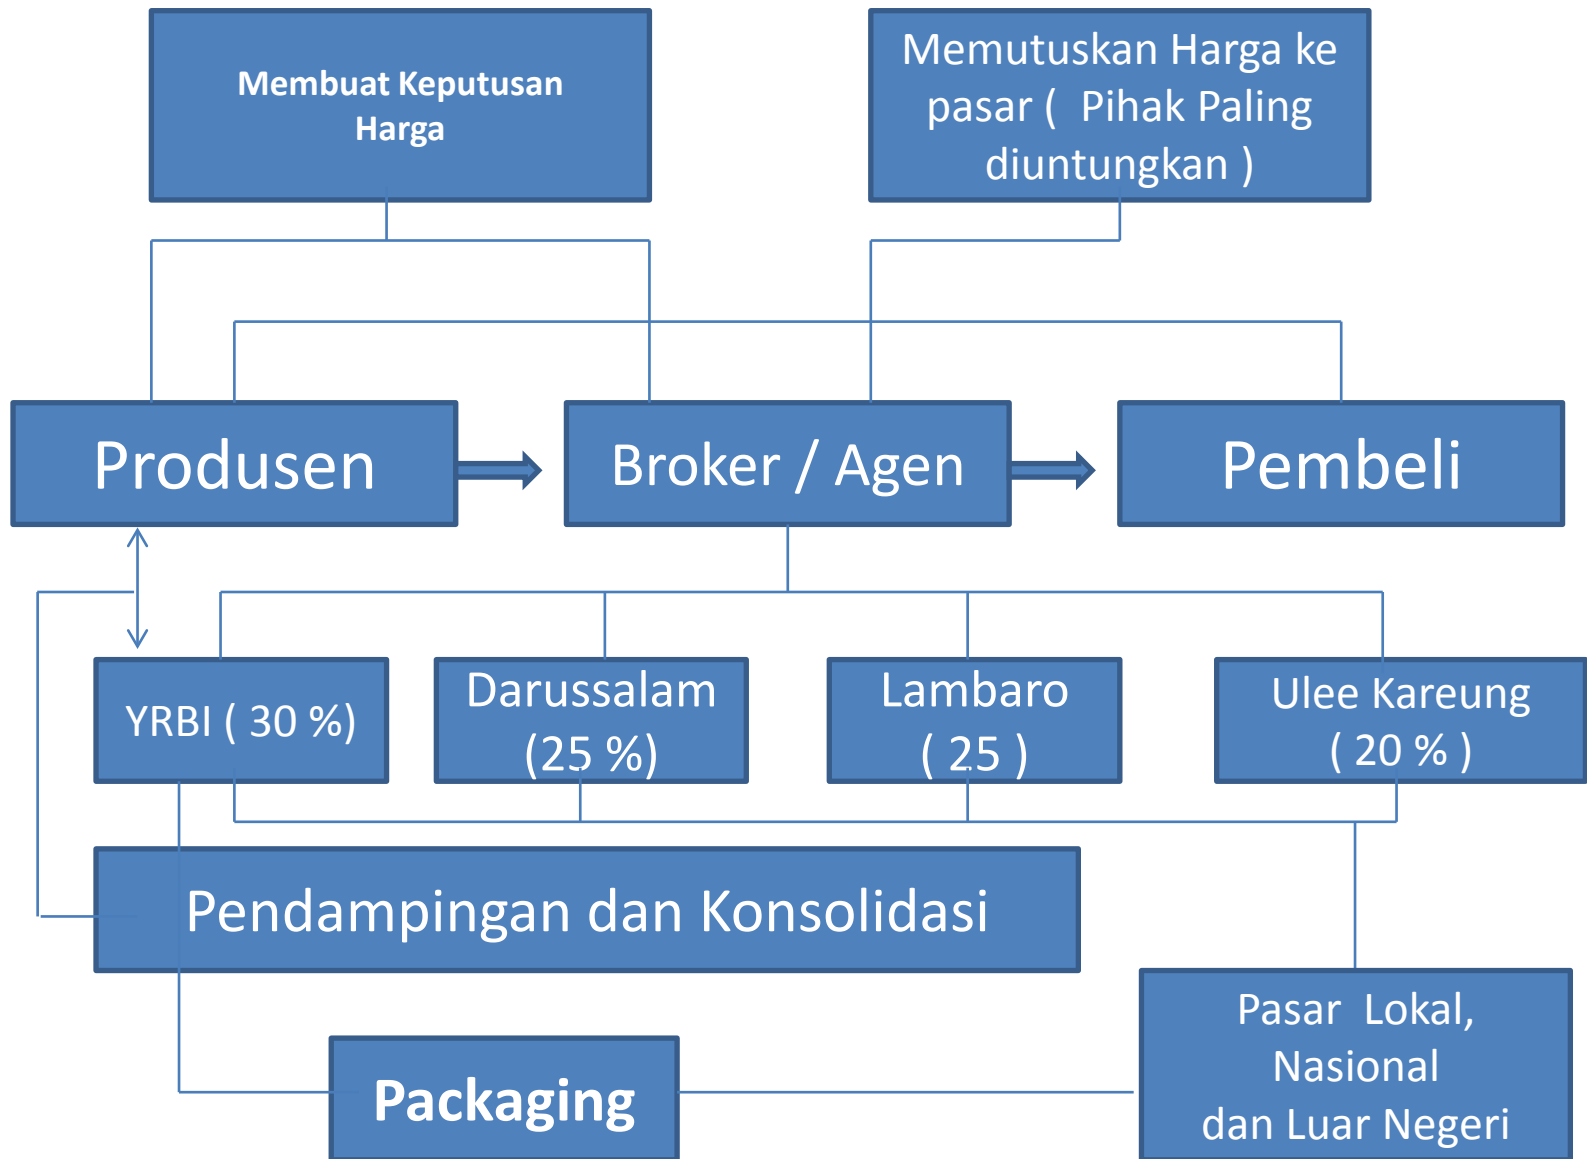 Membuat Keputusan
Harga
Memutuskan Harga ke
pasar ( Pihak Paling
diuntungkan )
Produsen
Broker / Agen
Pembeli
YRBI ( 30 %)
Darussalam
(25 %)
Lambaro
( 25 )
Ulee Kareung
( 20 % )
Pendampingan dan Konsolidasi
Packaging
Pasar Lokal,
Nasional
dan Luar Negeri